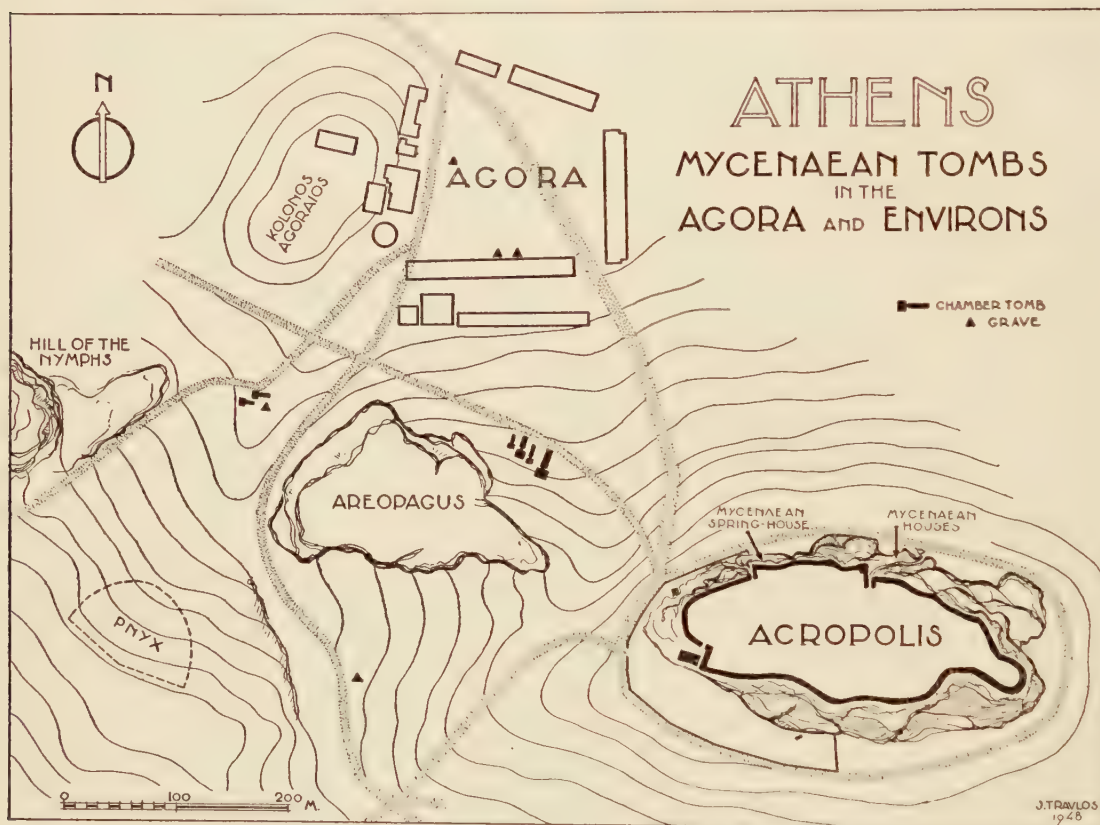 N
ATHENS
MYCENAEAN TOMBS
IN THE
AGORA AND ENVIRONS
AGORA
KOLONOS
AGORAIOS
CHAMBER TOMB
GRAVE
HILL OF THE
NYMPHS
AREOPAGUS
MYCENAEAN
SPRING-HOUSE
MYCENAEAN
HOUSES
PNYX
ACROPOLIS
0 100 200 M.
J. TRAVLOS
1948